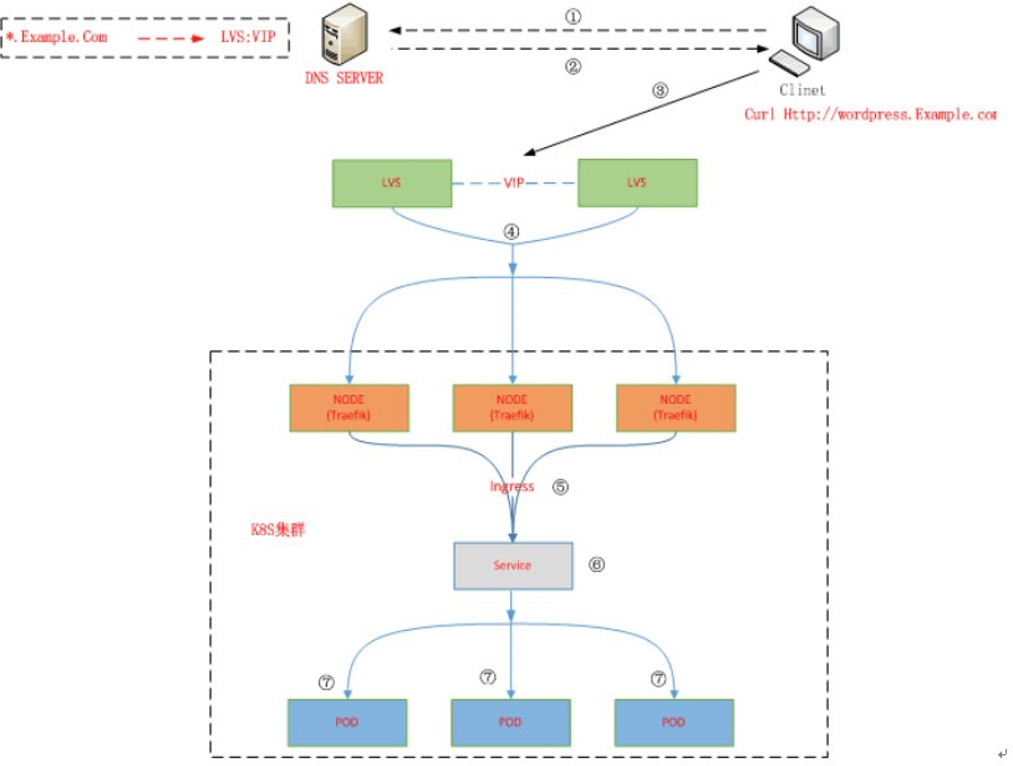 *.Example.Com LVS:VIP
DNS SERVER
①
②
③
Clinet
Curl Http://wordpress.Example.com
LVS
VIP
LVS
④
NODE
(Traefik)
NODE
(Traefik)
NODE
(Traefik)
Ingress
⑤
K8S集群
Service
⑥
⑦
⑦
⑦
POD
POD
POD